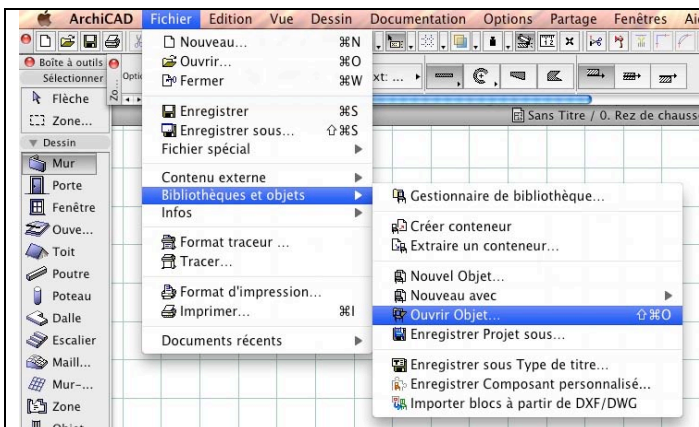 ArchiCAD Fichier Edition Vue Dessin Documentation Options Partage Fenêtres
Boîte à outils
Sélectionner
Flèche
Zone...
Dessin
Mur
Porte
Fenêtre
Ouve...
Toit
Poutre
Poteau
Dalle
Escalier
Maill...
Mur-...
Zone
Objet
Nouveau... ⌘N
Ouvrir... ⌘O
Fermer ⌘W
Enregistrer ⌘S
Enregistrer sous... ⇧⌘S
Fichier spécial
Contenu externe
Bibliothèques et objets
Infos
Format traceur ...
Tracer...
Format d'impression...
Imprimer... ⌘I
Documents récents
xt: ...
Sans Titre / 0. Rez de chauss
Gestionnaire de bibliothèque...
Créer conteneur
Extraire un conteneur...
Nouvel Objet...
Nouveau avec
Ouvrir Objet... ⇧⌘O
Enregistrer Projet sous...
Enregistrer sous Type de titre...
Enregistrer Composant personnalisé...
Importer blocs à partir de DXF/DWG